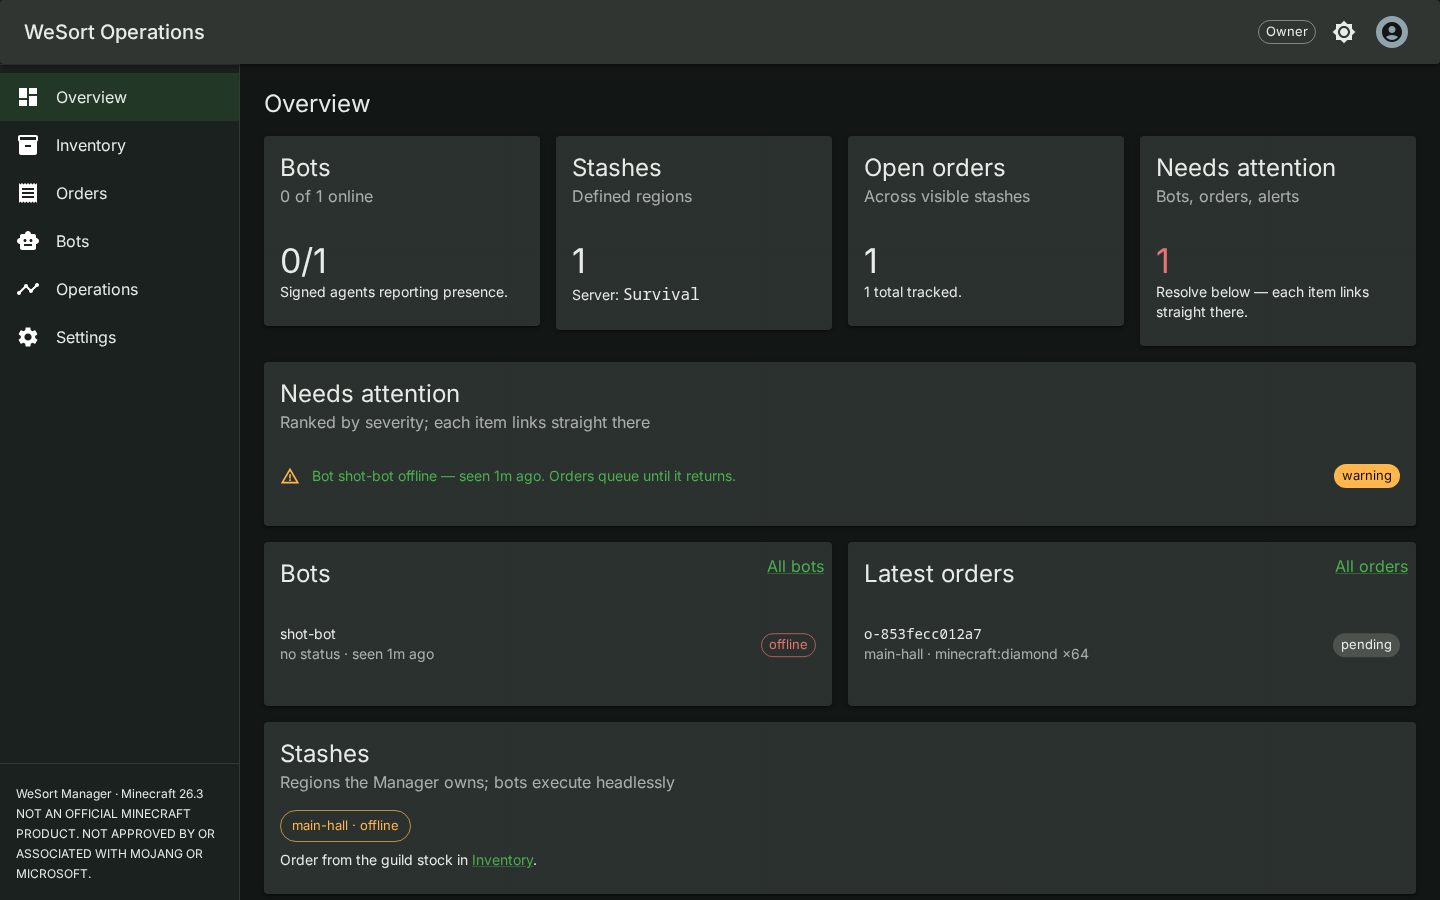 WeSort Operations
Owner
Overview
Inventory
Orders
Bots
Operations
Settings
WeSort Manager · Minecraft 26.3
NOT AN OFFICIAL MINECRAFT
PRODUCT. NOT APPROVED BY OR
ASSOCIATED WITH MOJANG OR
MICROSOFT.
Overview
Bots
0 of 1 online
0/1
Signed agents reporting presence.
Stashes
Defined regions
1
Server: Survival
Open orders
Across visible stashes
1
1 total tracked.
Needs attention
Bots, orders, alerts
1
Resolve below — each item links
straight there.
Needs attention
Ranked by severity; each item links straight there
Bot shot-bot offline — seen 1m ago. Orders queue until it returns.
warning
Bots
All bots
shot-bot
no status · seen 1m ago
offline
Latest orders
All orders
o-853fecc012a7
main-hall · minecraft:diamond ×64
pending
Stashes
Regions the Manager owns; bots execute headlessly
main-hall · offline
Order from the guild stock in Inventory.